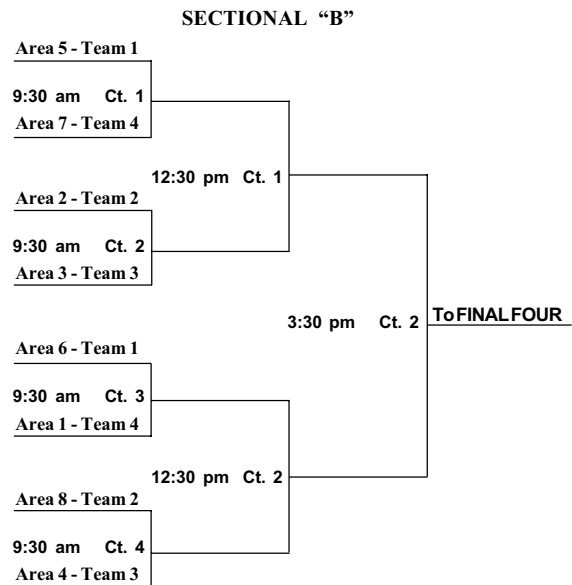 SECTIONAL “B”
Area 5 - Team 1
9:30 am Ct. 1
Area 7 - Team 4
12:30 pm Ct. 1
Area 2 - Team 2
9:30 am Ct. 2
Area 3 - Team 3
3:30 pm Ct. 2
To FINAL FOUR
Area 6 - Team 1
9:30 am Ct. 3
Area 1 - Team 4
12:30 pm Ct. 2
Area 8 - Team 2
9:30 am Ct. 4
Area 4 - Team 3